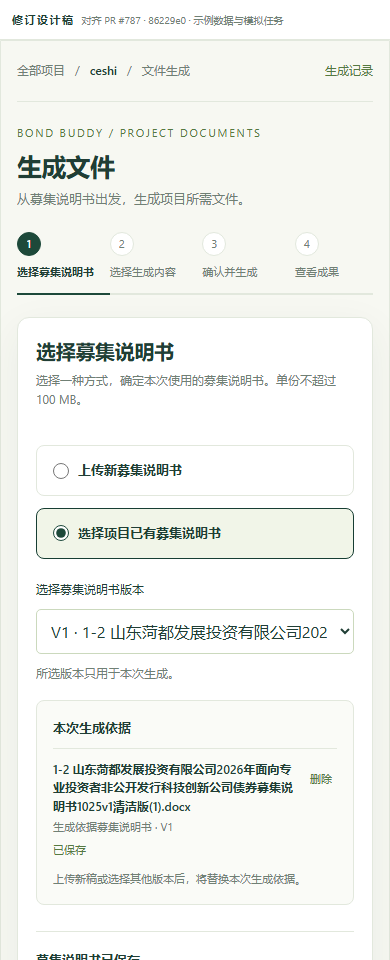 修订设计稿 对齐 PR #787 · 86229e0 · 示例数据与模拟任务
全部项目 / ceshi / 文件生成 生成记录
BOND BUDDY / PROJECT DOCUMENTS
生成文件
从募集说明书出发，生成项目所需文件。
1 2 3 4
选择募集说明书 选择生成内容 确认并生成 查看成果
选择募集说明书
选择一种方式，确定本次使用的募集说明书。单份不超过
100 MB。
上传新募集说明书
选择项目已有募集说明书
选择募集说明书版本
V1 · 1-2 山东菏都发展投资有限公司202
所选版本只用于本次生成。
本次生成依据
1-2 山东菏都发展投资有限公司2026年面向专
业投资者非公开发行科技创新公司债券募集说
明书1025v1清洁版(1).docx
删除
生成依据募集说明书 · V1
已保存
上传新稿或选择其他版本后，将替换本次生成依据。
募集说明书已保存